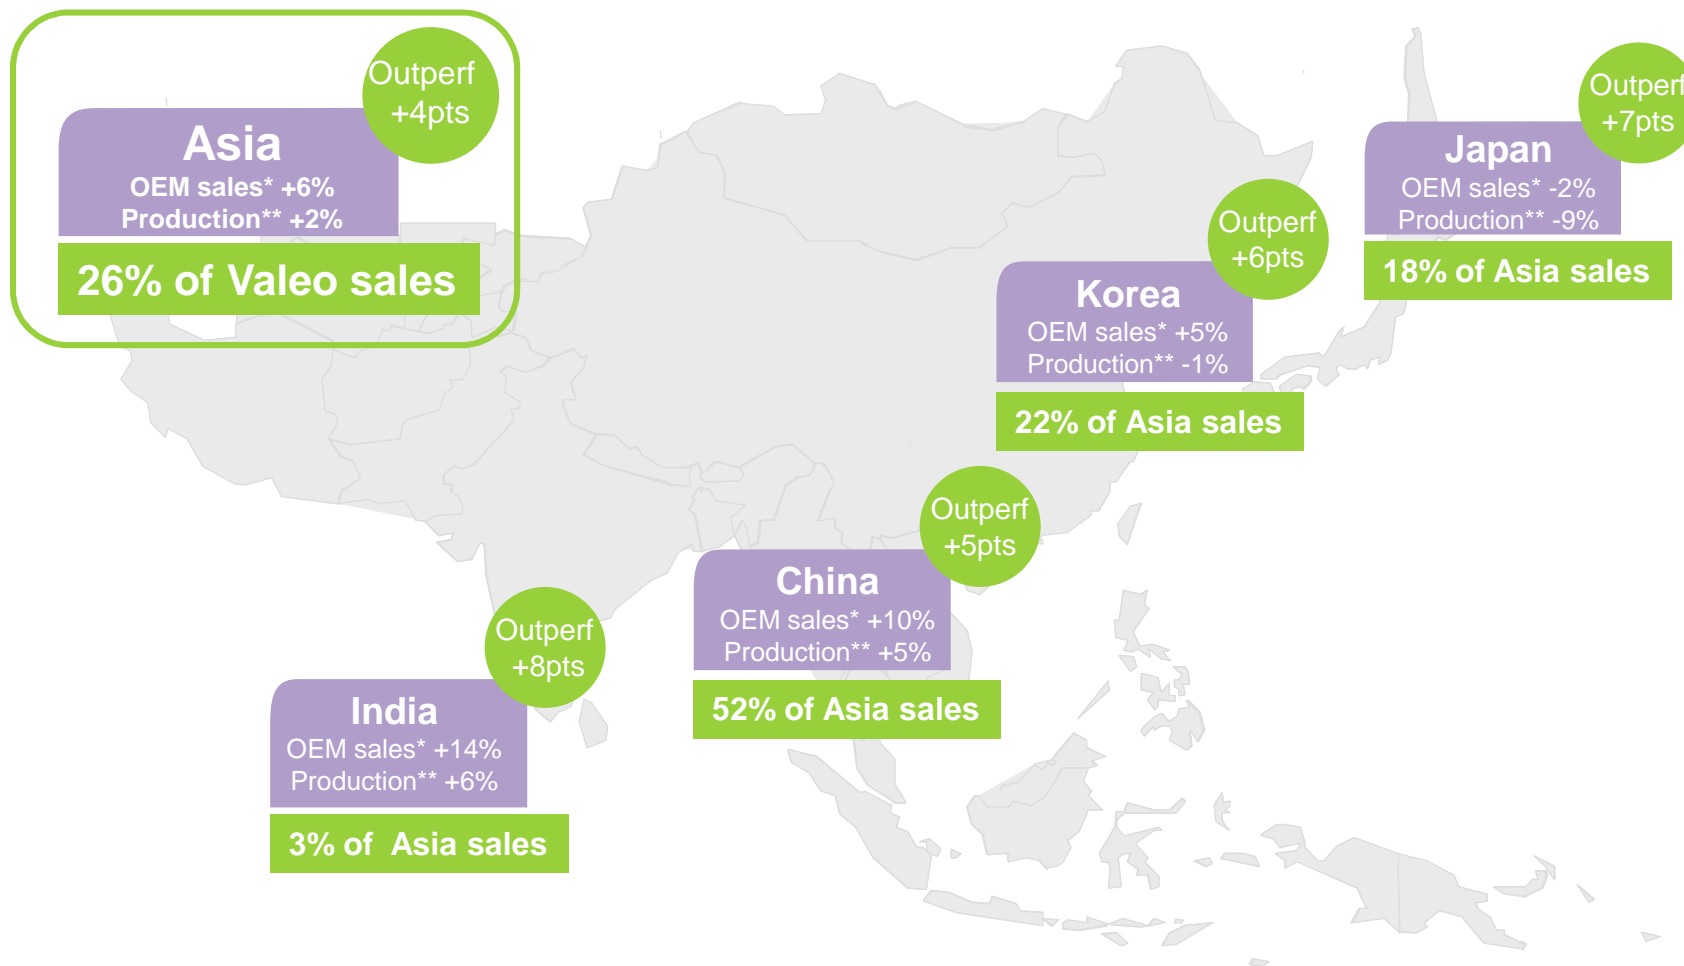 Outperf
+4pts
Asia
OEM sales* +6%
Production** +2%
26% of Valeo sales
Outperf
+7pts
Japan
OEM sales* -2%
Production** -9%
18% of Asia sales
Outperf
+6pts
Korea
OEM sales* +5%
Production** -1%
22% of Asia sales
Outperf
+5pts
China
OEM sales* +10%
Production** +5%
52% of Asia sales
Outperf
+8pts
India
OEM sales* +14%
Production** +6%
3% of  Asia sales